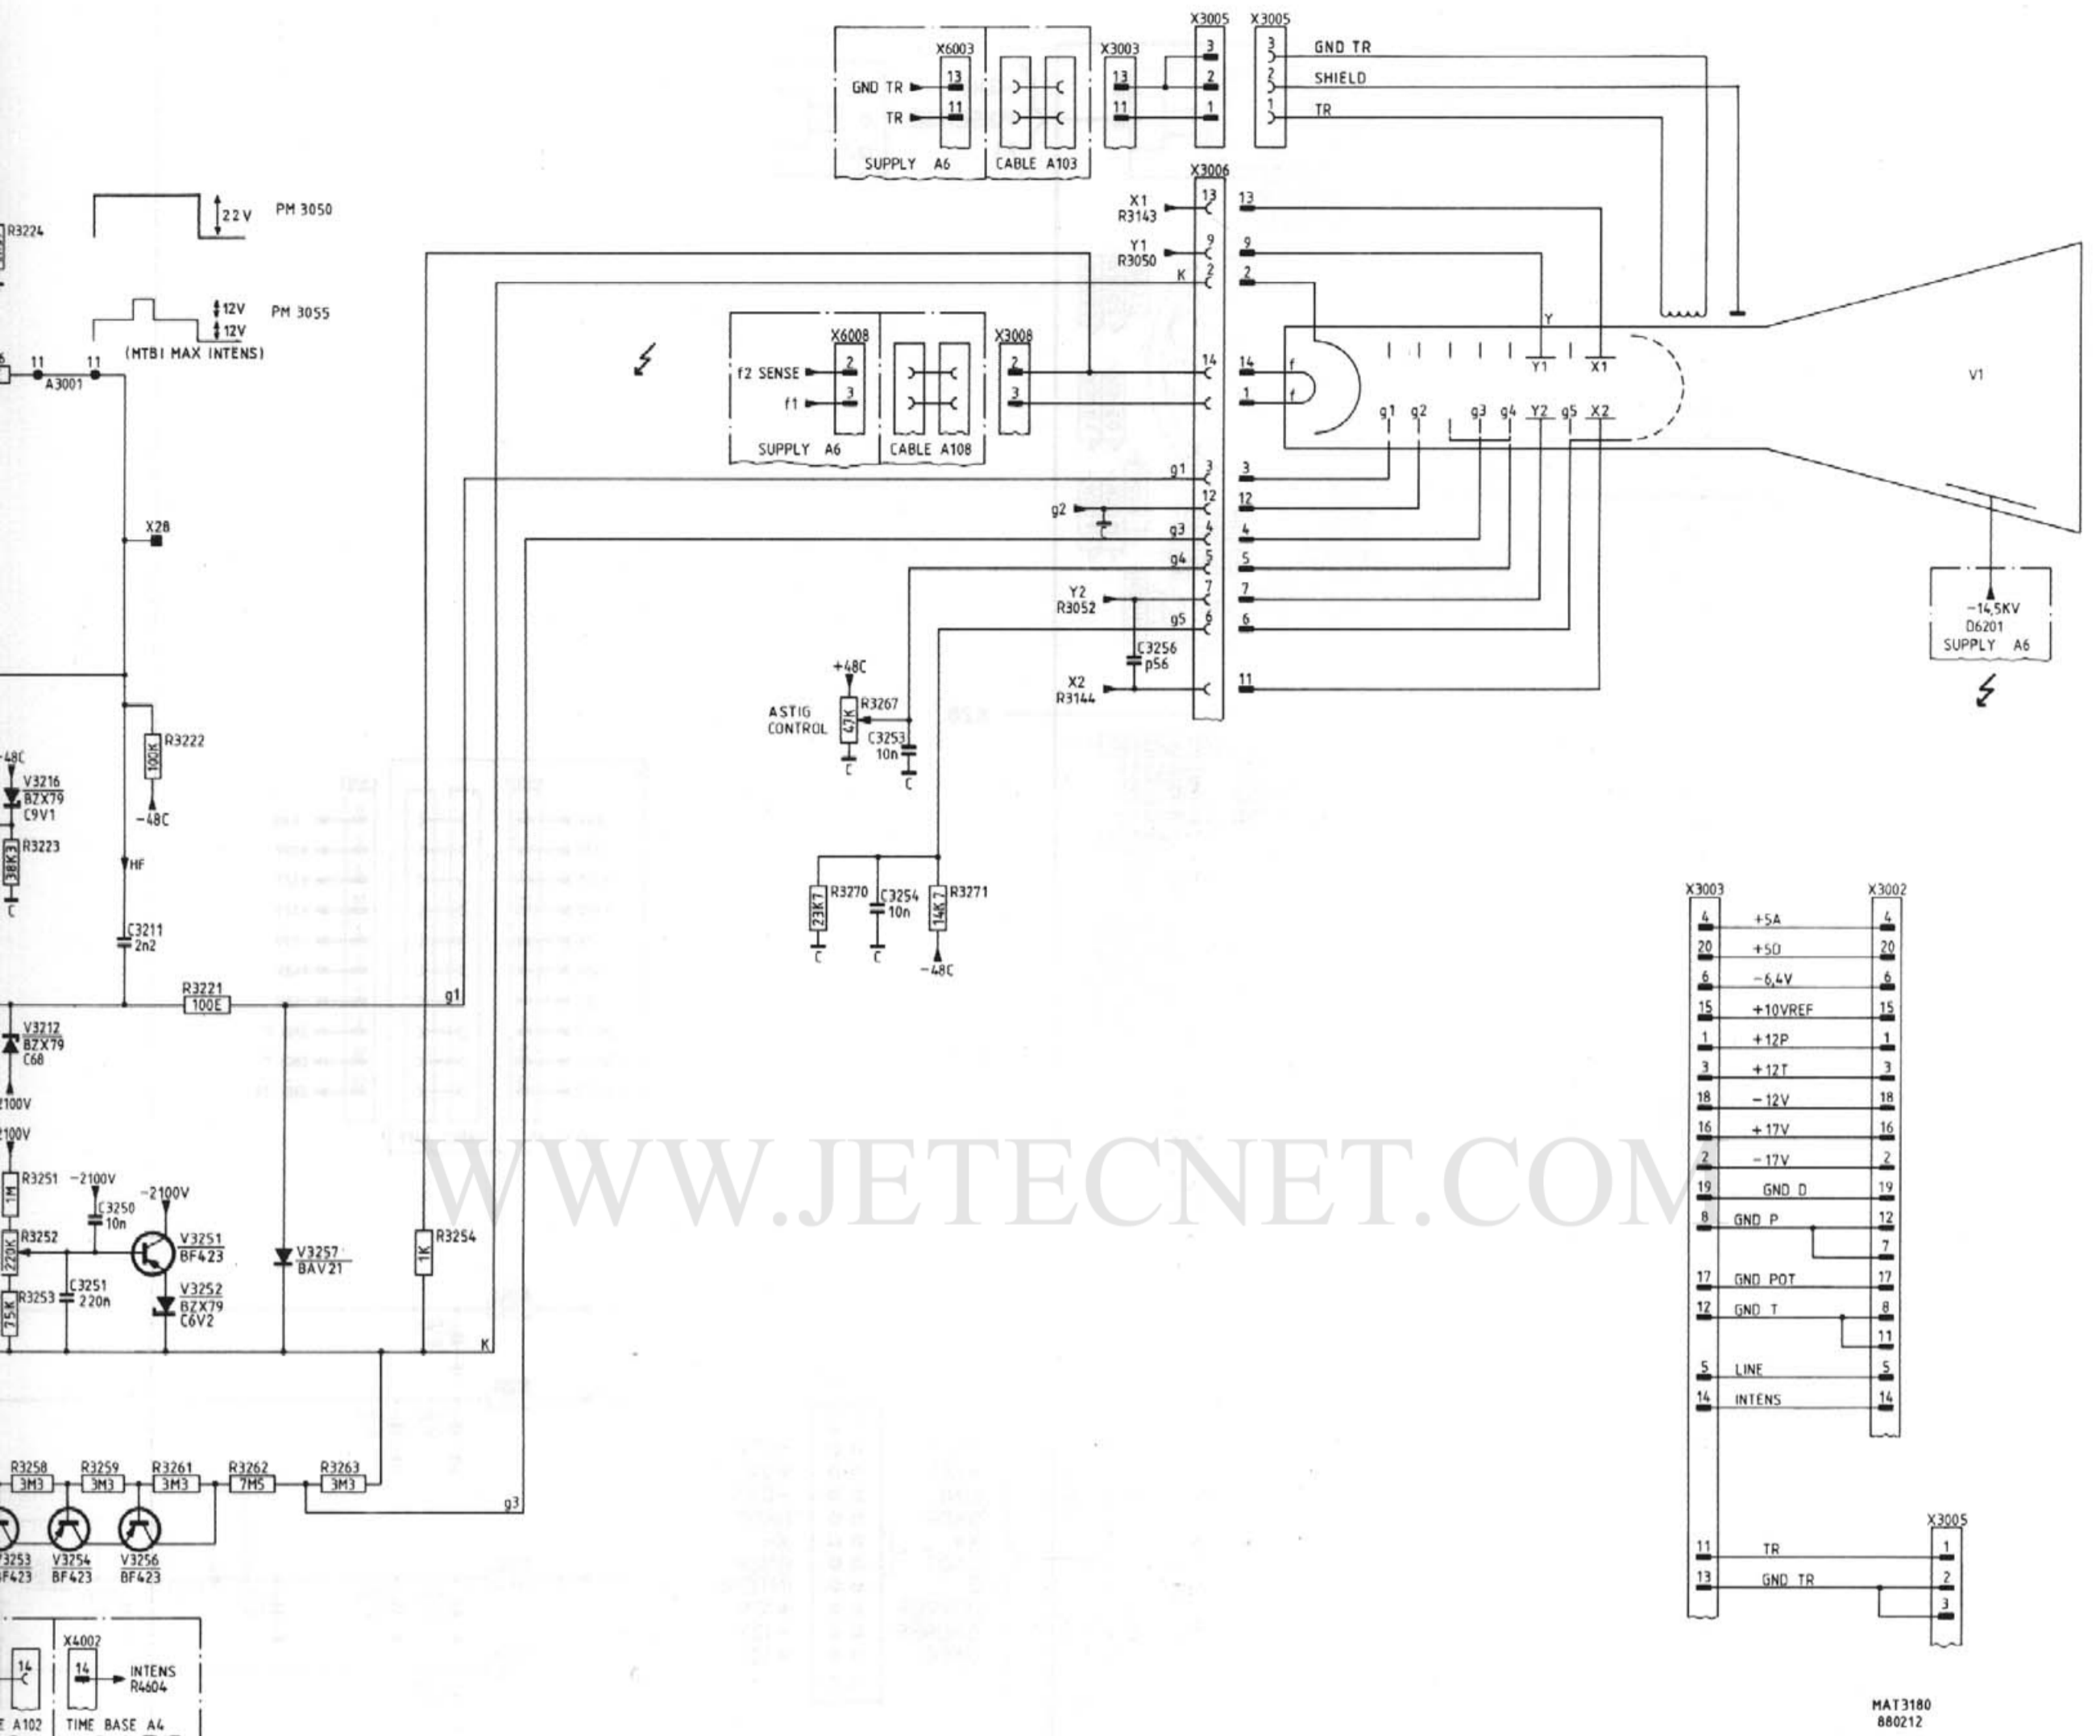 X3005 X3005
X6003 X3003
3 3 GND TR
GND TR 13 13 2 2 SHIELD
TR 11 11 1 1 TR
SUPPLY A6 CABLE A103
X3006
X1 R3143 13 13
22V PM 3050
R3224
Y1 R3050 9 9
K 2 2
12V PM 3055
12V
(MTB1 MAX INTENS)
11 11
A3001
X6008 X3008
f2 SENSE 2 2 14 14 f
f1 3 3 1 f
SUPPLY A6 CABLE A108
Y
Y1 X1
V1
g1 g2 g3 g4 Y2 g5 X2
g1 3 3
g2 12 12
C
g3 4 4
g4 5 5
Y2 R3052 7 7
g5 6 6
C3256
p56
X2 R3144 11
-14,5KV
D6201
SUPPLY A6
X28
+48C
ASTIG CONTROL
R3267
47K
C3253
10n
C C
R3222
100K
-48C
-48C
V3216
BZX79
C9V1
R3223
38K3
C
HF
C3211
2n2
R3270
23K7
C3254
10n
R3271
14K7
C C -48C
R3221
100E
g1
V3212
BZX79
C68
2100V
2100V
R3251
1M
-2100V
C3250
10n
-2100V
R3252
220K
V3251
BF423
R3253
75K
C3251
220n
V3252
BZX79
C6V2
V3257
BAV21
R3254
1K
K
R3258 R3259 R3261 R3262 R3263
3M3 3M3 3M3 7M5 3M3
g3
V3253 V3254 V3256
BF423 BF423 BF423
X4002
14 14 INTENS
R4604
A102 TIME BASE A4
X3003 X3002
4 +5A 4
20 +5D 20
6 -6,4V 6
15 +10VREF 15
1 +12P 1
3 +12T 3
18 -12V 18
16 +17V 16
2 -17V 2
19 GND D 19
8 GND P 12
7
17 GND POT 17
12 GND T 8
11
5 LINE 5
14 INTENS 14
X3005
11 TR 1
13 GND TR 2
3
WWW.JETECNET.COM
MAT3180
880212